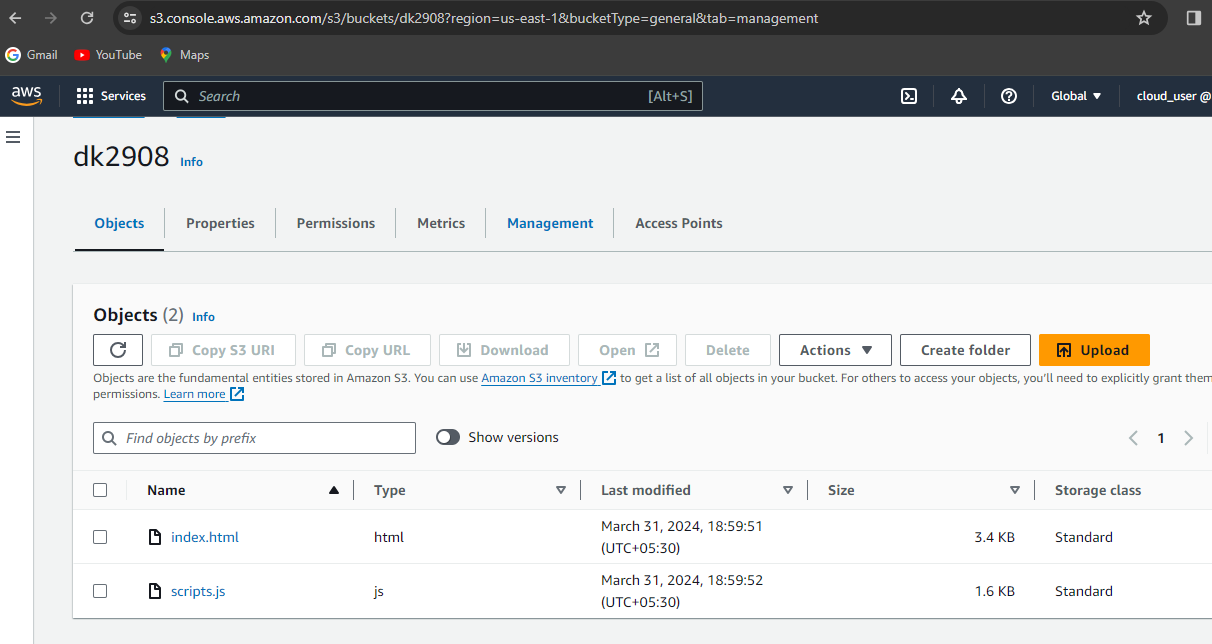 s3.console.aws.amazon.com/s3/buckets/dk2908?region=us-east-1&bucketType=general&tab=management
Gmail YouTube Maps
aws Services Search [Alt+S] Global cloud_user @
dk2908 Info
Objects Properties Permissions Metrics Management Access Points
Objects (2) Info
Copy S3 URI Copy URL Download Open Delete Actions Create folder Upload
Objects are the fundamental entities stored in Amazon S3. You can use Amazon S3 inventory to get a list of all objects in your bucket. For others to access your objects, you'll need to explicitly grant them
permissions. Learn more
Find objects by prefix Show versions 1
Name Type Last modified Size Storage class
index.html html March 31, 2024, 18:59:51 (UTC+05:30) 3.4 KB Standard
scripts.js js March 31, 2024, 18:59:52 (UTC+05:30) 1.6 KB Standard